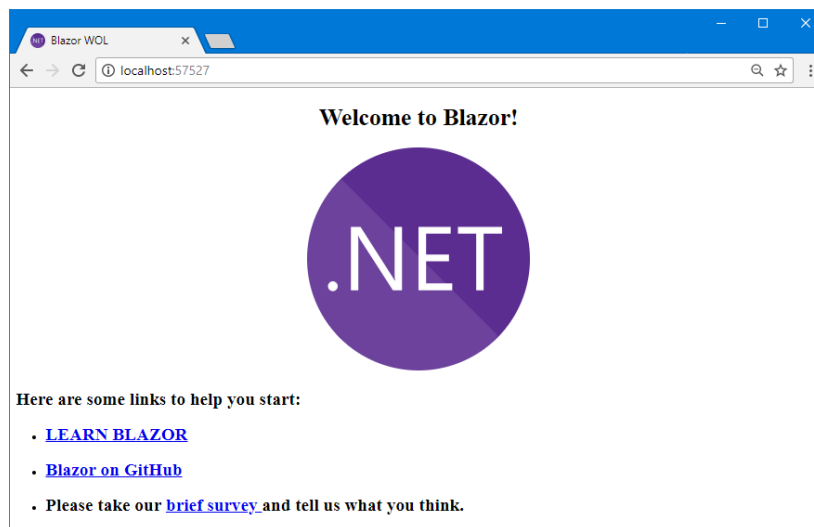 NET Blazor WOL
localhost:57527
Welcome to Blazor!
.NET
Here are some links to help you start:
LEARN BLAZOR
Blazor on GitHub
Please take our brief survey and tell us what you think.